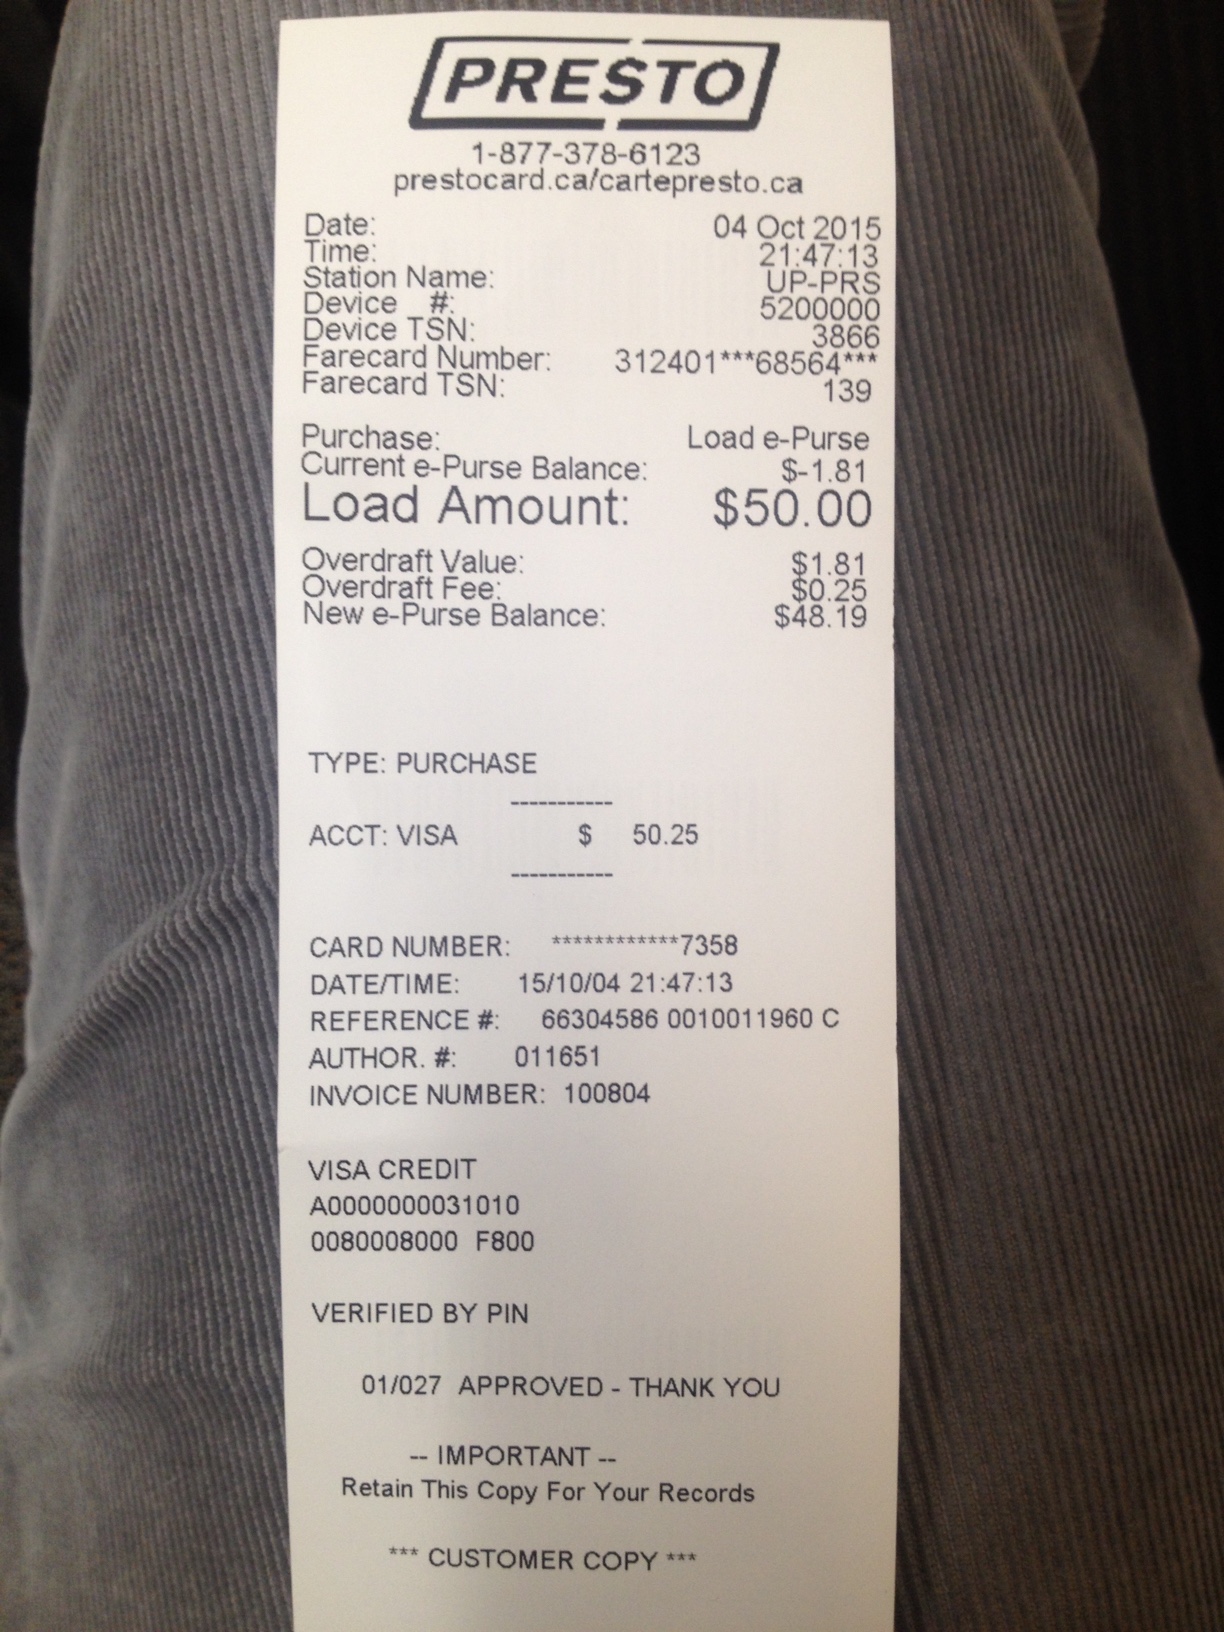 PRESTO
1-877-378-6123
prestocard.ca/cartepresto.ca
Date: 04 Oct 2015
Time: 21:47:13
Station Name: UP-PRS
Device #: 5200000
Device TSN: 3866
Farecard Number: 312401***68564***
Farecard TSN: 139
Purchase: Load e-Purse
Current e-Purse Balance: $-1.81
Load Amount: $50.00
Overdraft Value: $1.81
Overdraft Fee: $0.25
New e-Purse Balance: $48.19
TYPE: PURCHASE
-----------
ACCT: VISA $ 50.25
-----------
CARD NUMBER: ************7358
DATE/TIME: 15/10/04 21:47:13
REFERENCE #: 66304586 0010011960 C
AUTHOR. #: 011651
INVOICE NUMBER: 100804
VISA CREDIT
A0000000031010
0080008000 F800
VERIFIED BY PIN
01/027 APPROVED - THANK YOU
-- IMPORTANT --
Retain This Copy For Your Records
*** CUSTOMER COPY ***